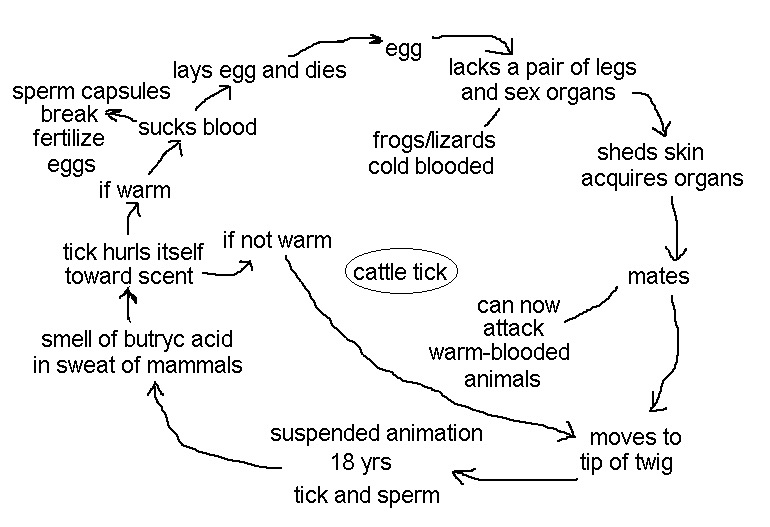 egg
lacks a pair of legs
and sex organs
frogs/lizards
cold blooded
sheds skin
acquires organs
mates
can now
attack
warm-blooded
animals
moves to
tip of twig
suspended animation
18 yrs
tick and sperm
smell of butryc acid
in sweat of mammals
tick hurls itself
toward scent
if not warm
if warm
sucks blood
sperm capsules
break
fertilize
eggs
lays egg and dies
cattle tick